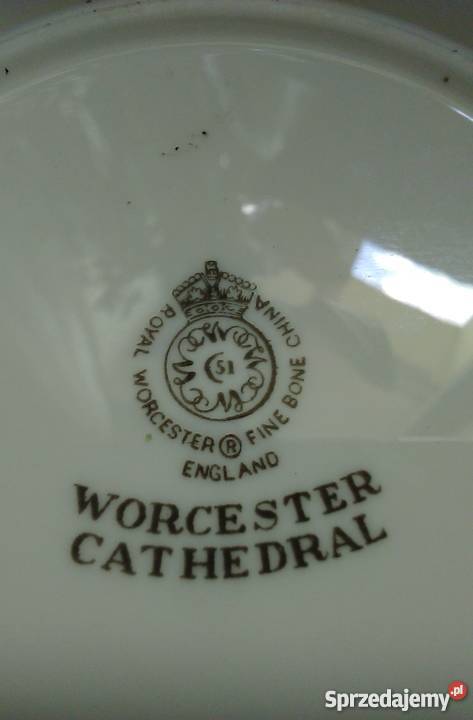 ROYAL WORCESTER ® FINE BONE CHINA
C 51
ENGLAND
WORCESTER
CATHEDRAL
Sprzedajemy.pl